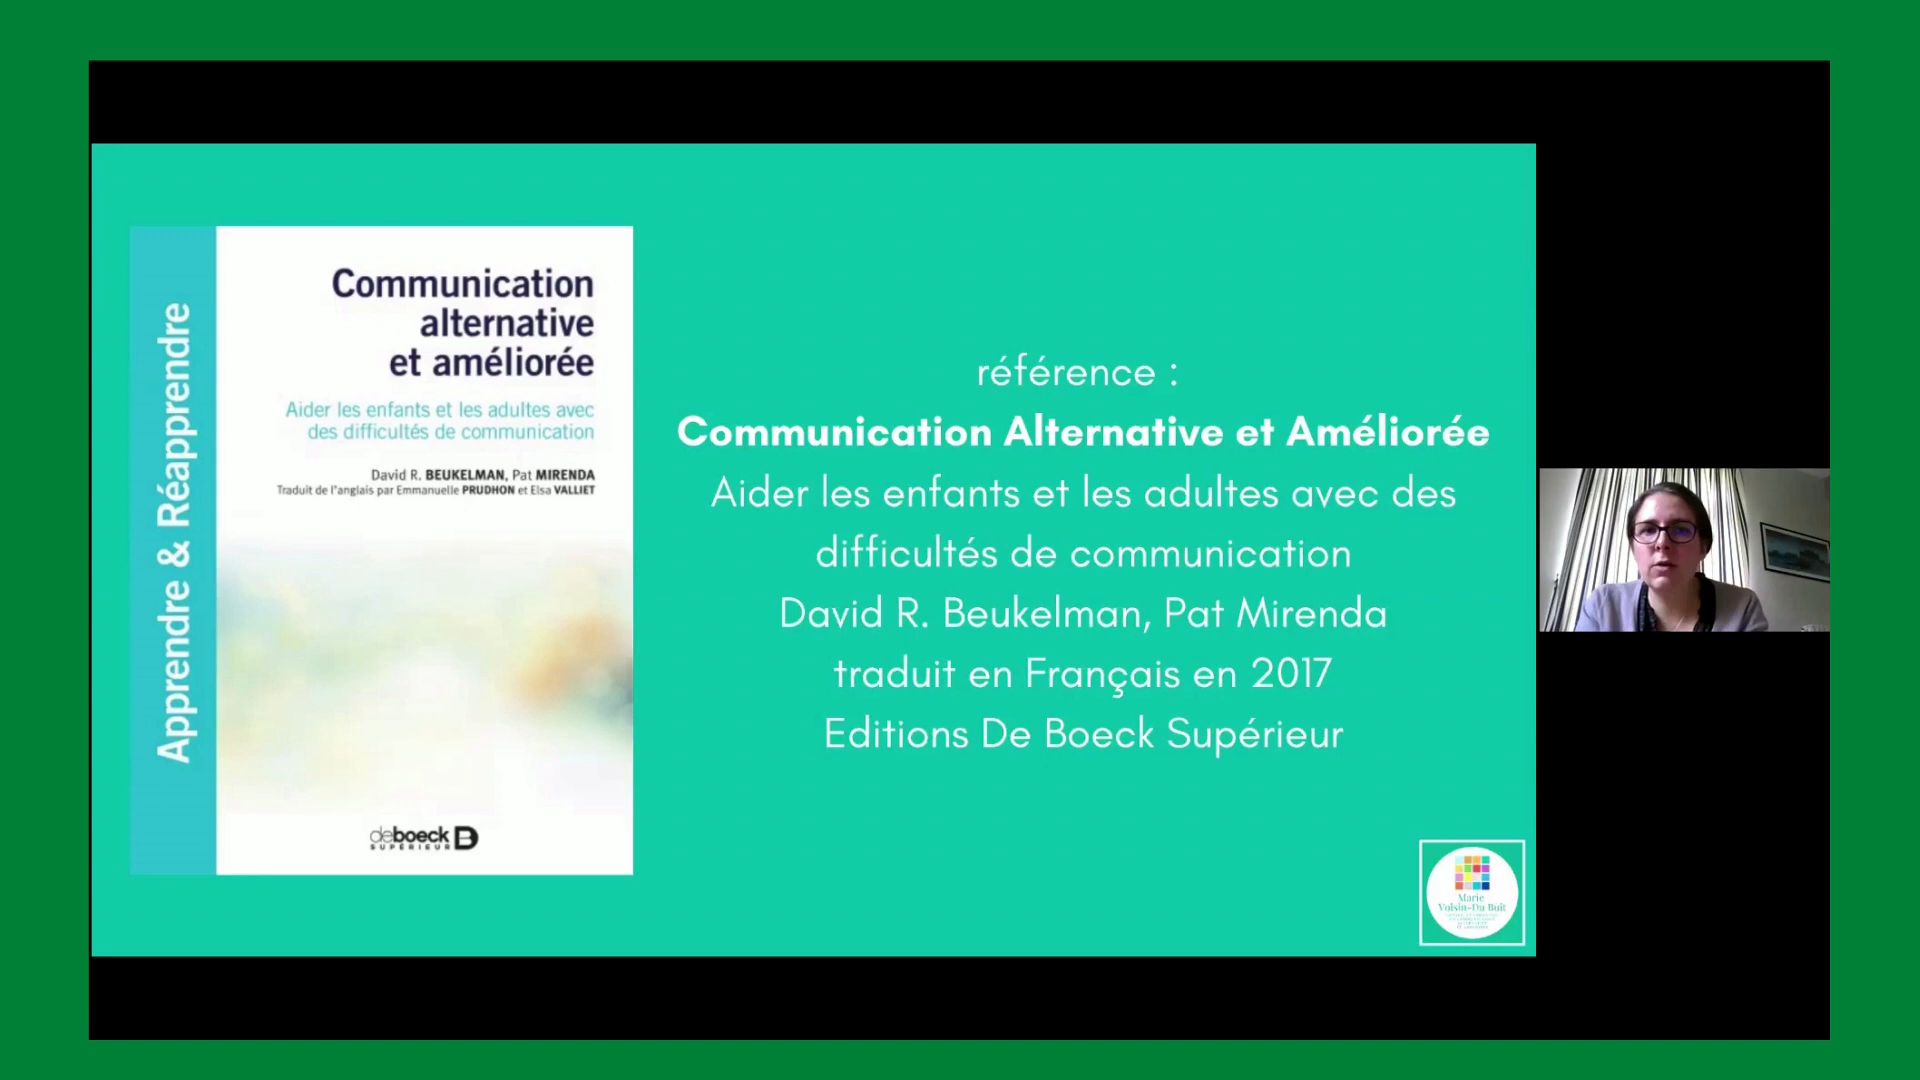 Apprendre & Réapprendre
Communication
alternative
et améliorée
Aider les enfants et les adultes avec
des difficultés de communication
David R. BEUKELMAN, Pat MIRENDA
Traduit de l'anglais par Emmanuelle PRUDHON et Elsa VALLIET
deboeck B
SUPÉRIEUR
référence :
Communication Alternative et Améliorée
Aider les enfants et les adultes avec des
difficultés de communication
David R. Beukelman, Pat Mirenda
traduit en Français en 2017
Editions De Boeck Supérieur
Marie
Voisin-Du Buit